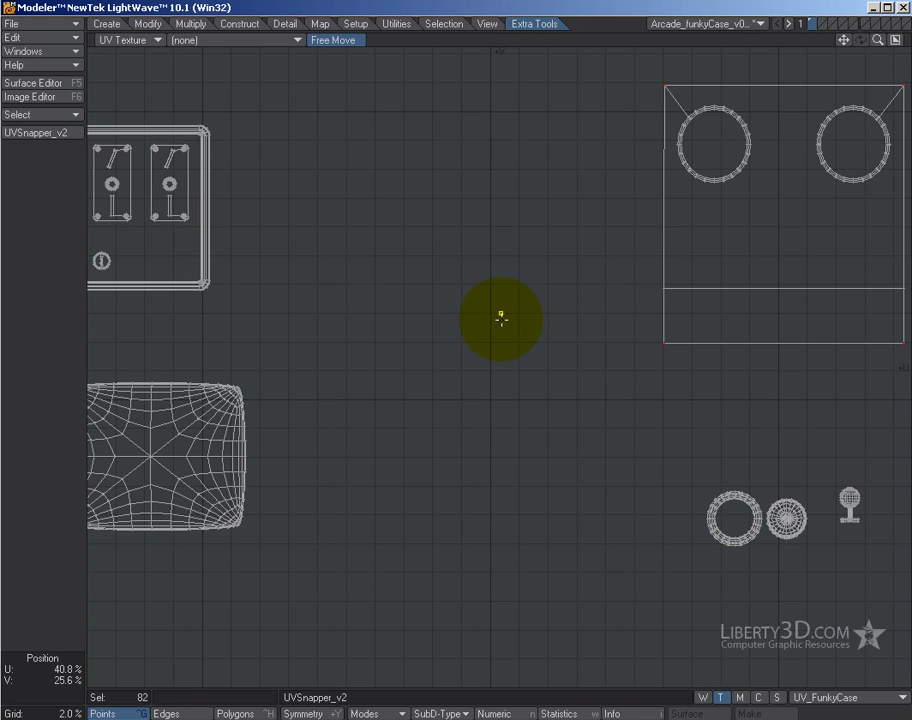 Modeler™ NewTek LightWave™ 10.1 (Win32)
File Create Modify Multiply Construct Detail Map Setup Utilities Selection View Extra Tools Arcade_funkyCase_v0... 1
Edit UV Texture (none) Free Move
Windows
Help
Surface Editor F5
Image Editor F6
Select
UVSnapper_v2
LIBERTY3D.COM
Computer Graphic Resources
Position
U: 40.8 %
V: 25.6 %
Sel: 82 UVSnapper_v2 W T M C S UV_FunkyCase
Grid: 2.0 % Points ^G Edges Polygons ^H Symmetry +Y Modes SubD-Type Numeric n Statistics w Info i Surface Make